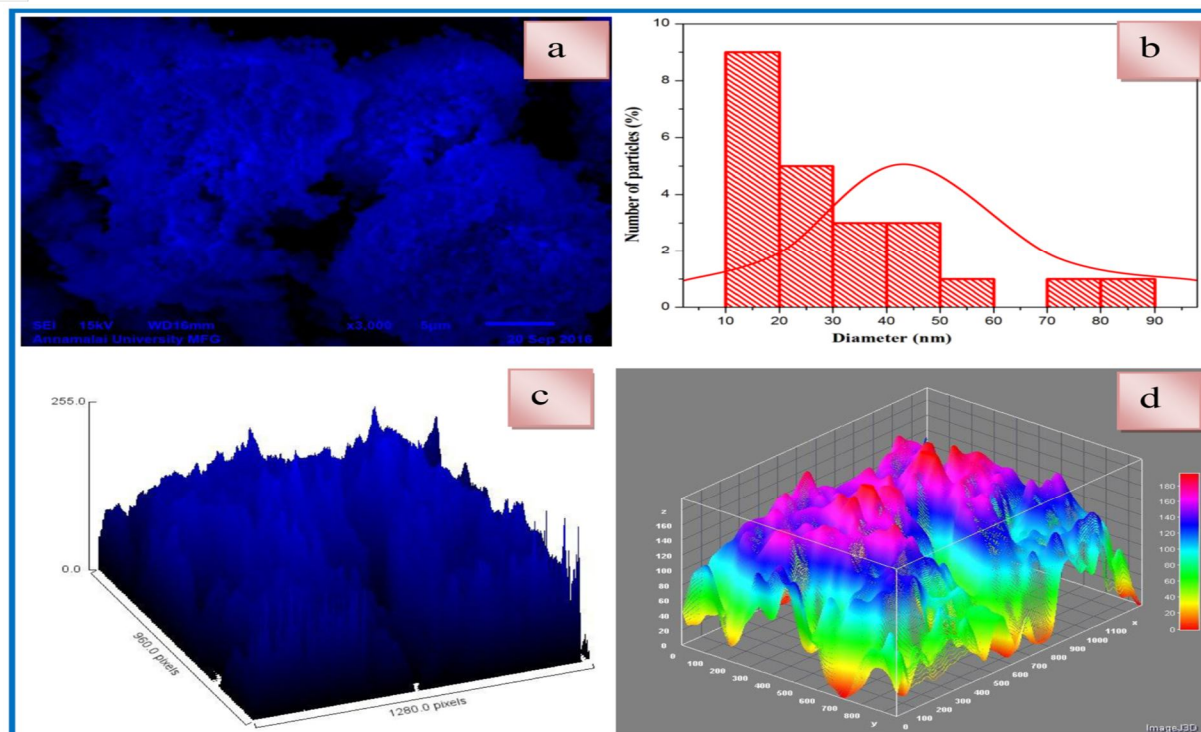 a
SEI 15kV WD16mm x3,000 5µm
Annamalai University MFG 20 Sep 2016
b
10
8
6
4
2
0
Number of particles (%)
10 20 30 40 50 60 70 80 90
Diameter (nm)
c
255.0
0.0
960.0 pixels
1280.0 pixels
d
z
160
140
120
100
80
60
40
20
0
0 100 200 300 400 500 600 700 800 y
0 100 200 300 400 500 600 700 800 900 1000 1100 x
180
160
140
120
100
80
60
40
20
0
ImageJ3D